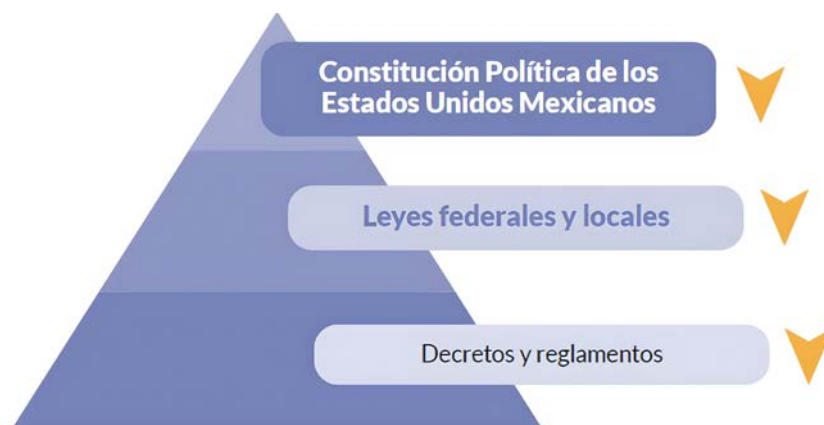 Constitución Política de los
Estados Unidos Mexicanos
Leyes federales y locales
Decretos y reglamentos